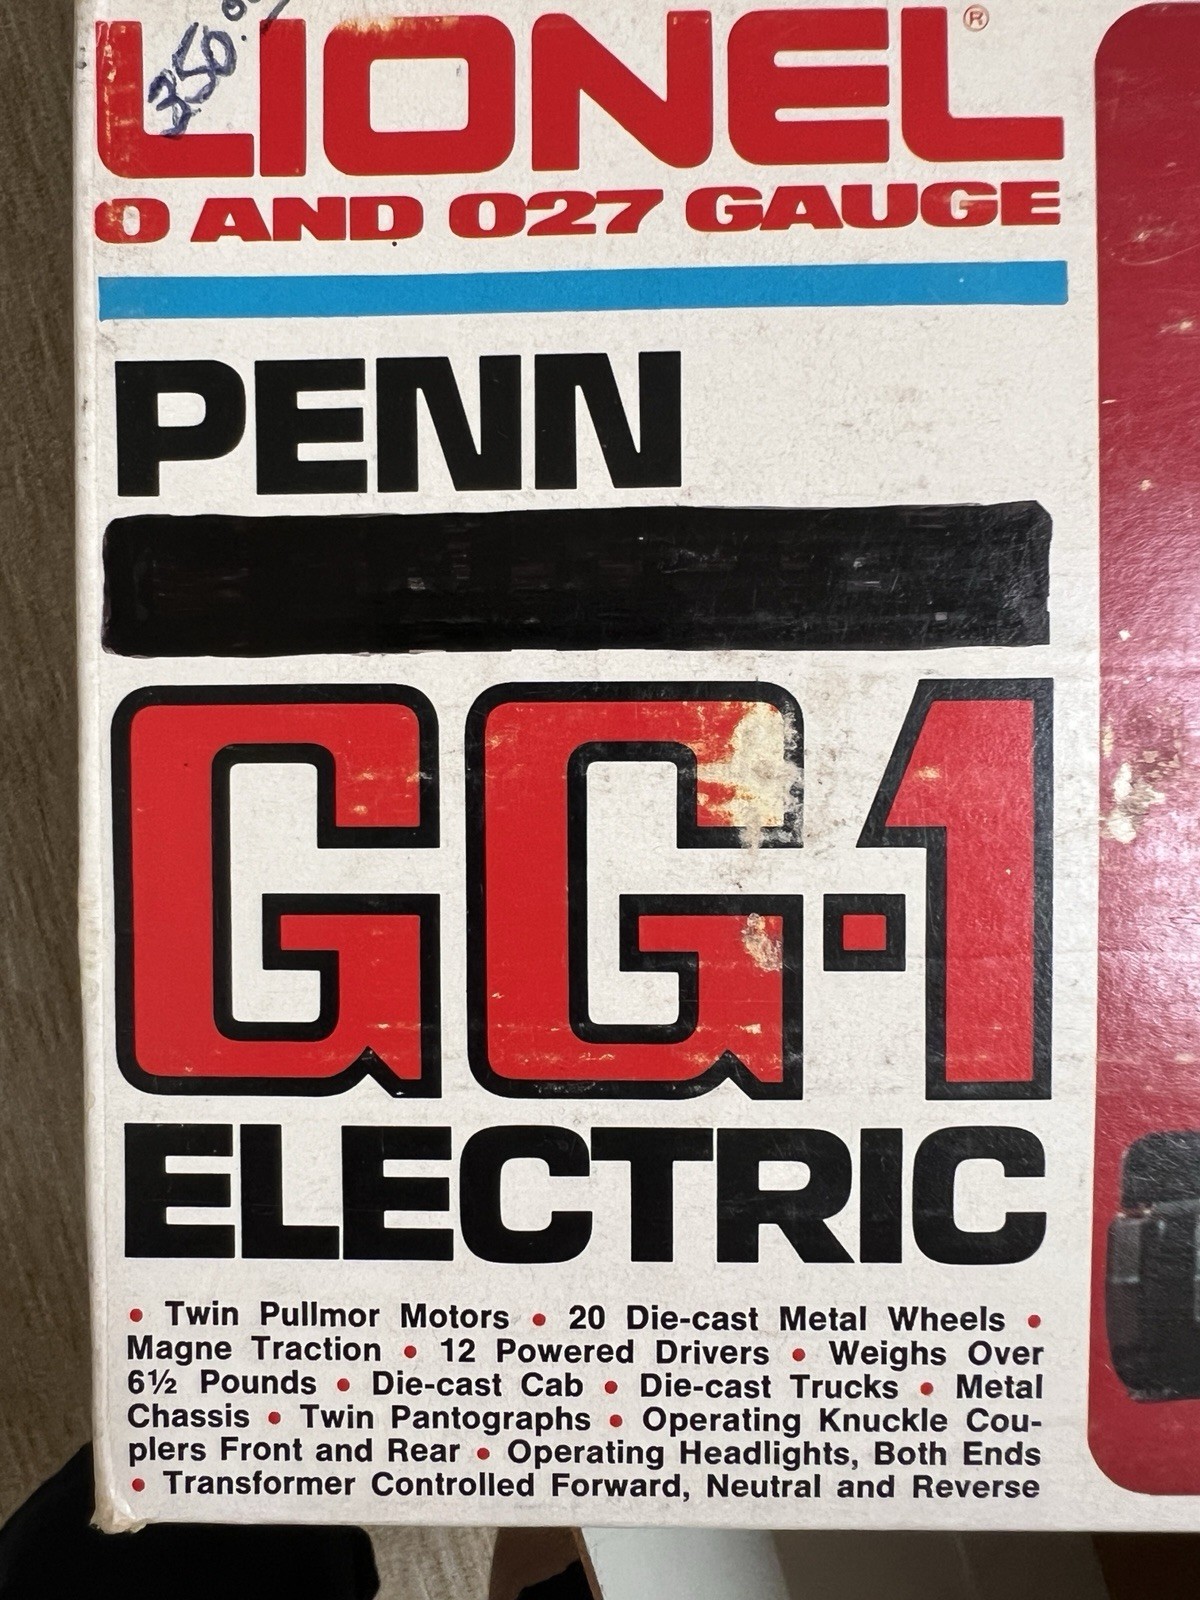 350.00
LIONEL®
O AND O27 GAUGE
PENN
GG-1
ELECTRIC
• Twin Pullmor Motors • 20 Die-cast Metal Wheels •
Magne Traction • 12 Powered Drivers • Weighs Over
6½ Pounds • Die-cast Cab • Die-cast Trucks • Metal
Chassis • Twin Pantographs • Operating Knuckle Cou-
plers Front and Rear • Operating Headlights, Both Ends
• Transformer Controlled Forward, Neutral and Reverse